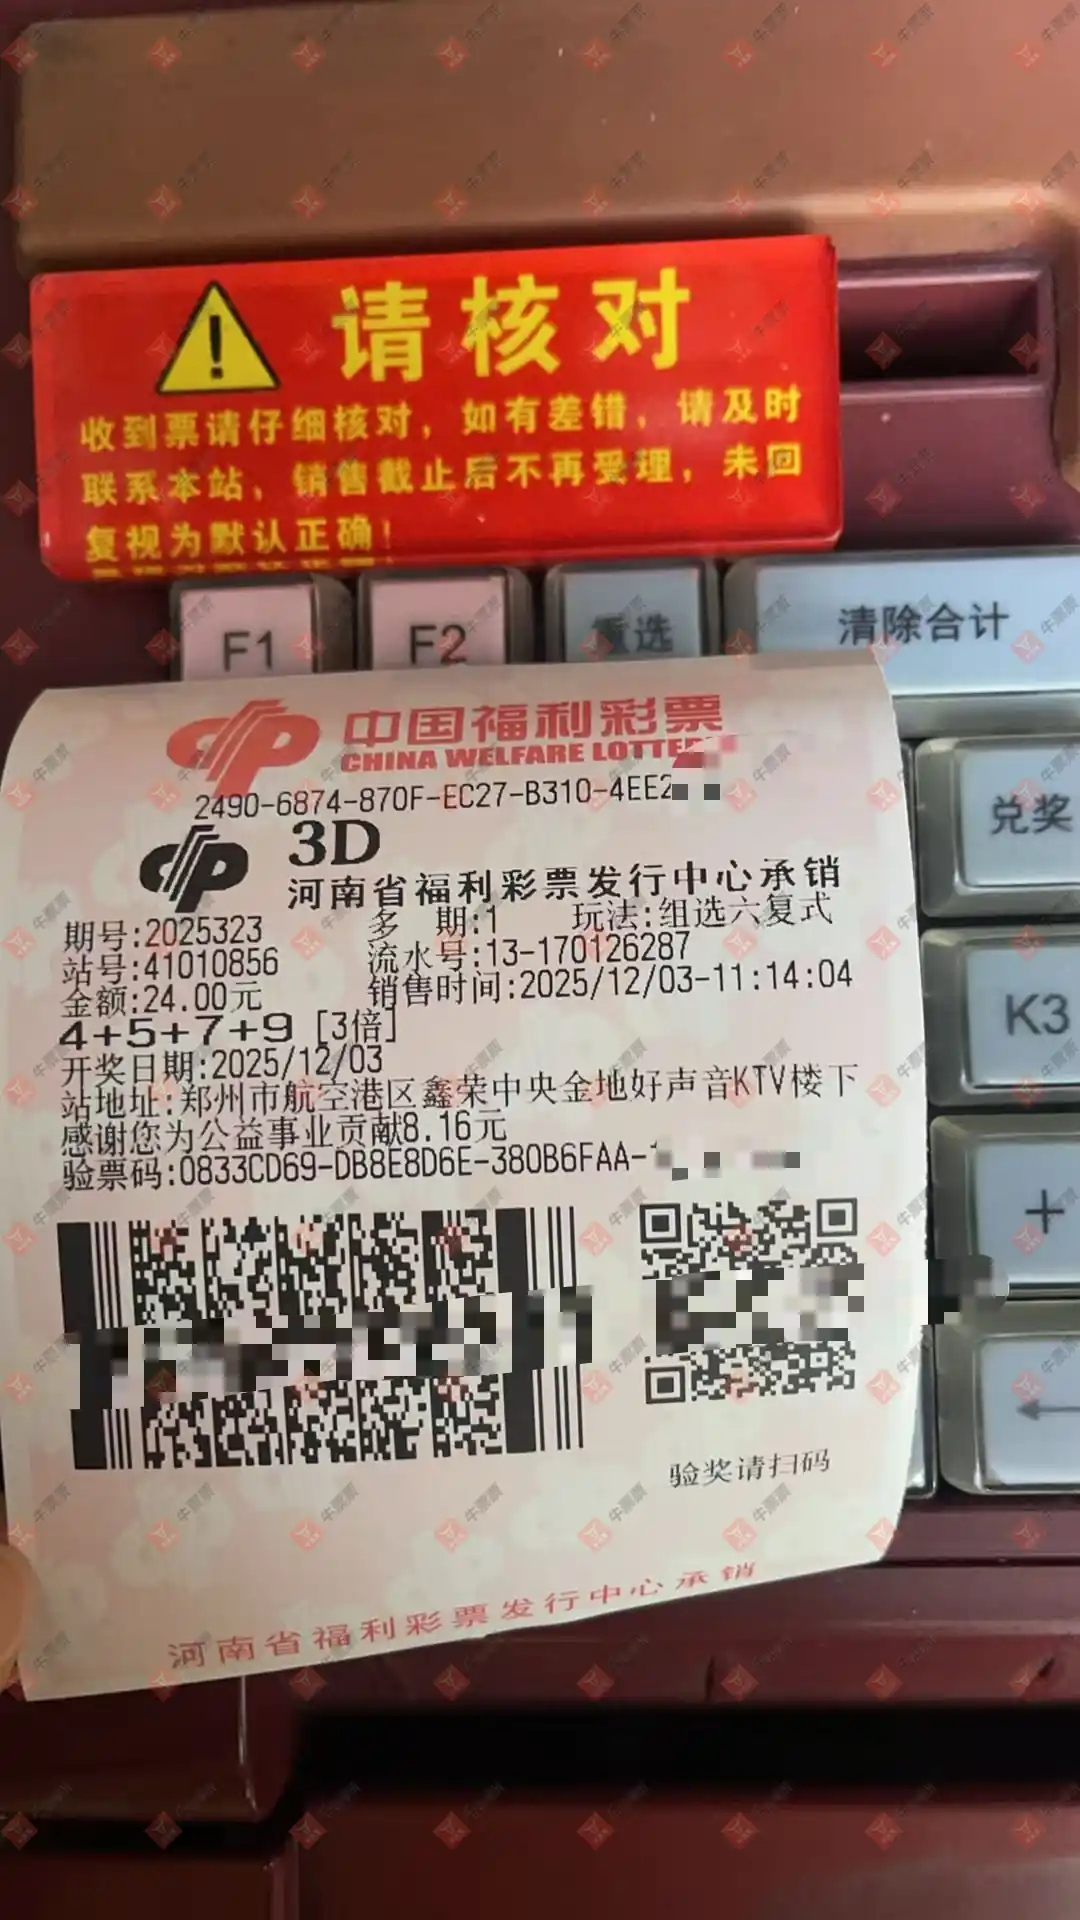 请核对
收到票请仔细核对，如有差错，请及时
联系本站、销售截止后不再受理，未回
复视为默认正确！
F1 F2 重选 清除合计
中国福利彩票
CHINA WELFARE LOTTE
2490-6874-870F-EC27-B310-4EE2
3D
河南省福利彩票发行中心承销
期号:2025323 多 期:1 玩法:组选六复式
站号:41010856 流水号:13-170126287
金额:24.00元 销售时间:2025/12/03-11:14:04
4+5+7+9 [3倍]
开奖日期:2025/12/03
站地址:郑州市航空港区鑫荣中央金地好声音KTV楼下
感谢您为公益事业贡献8.16元
验票码:0833CD69-DB8E8D6E-380B6FAA-
验奖请扫码
河南省福利彩票发行中心承销
兑奖
K3
+
←
牛票票